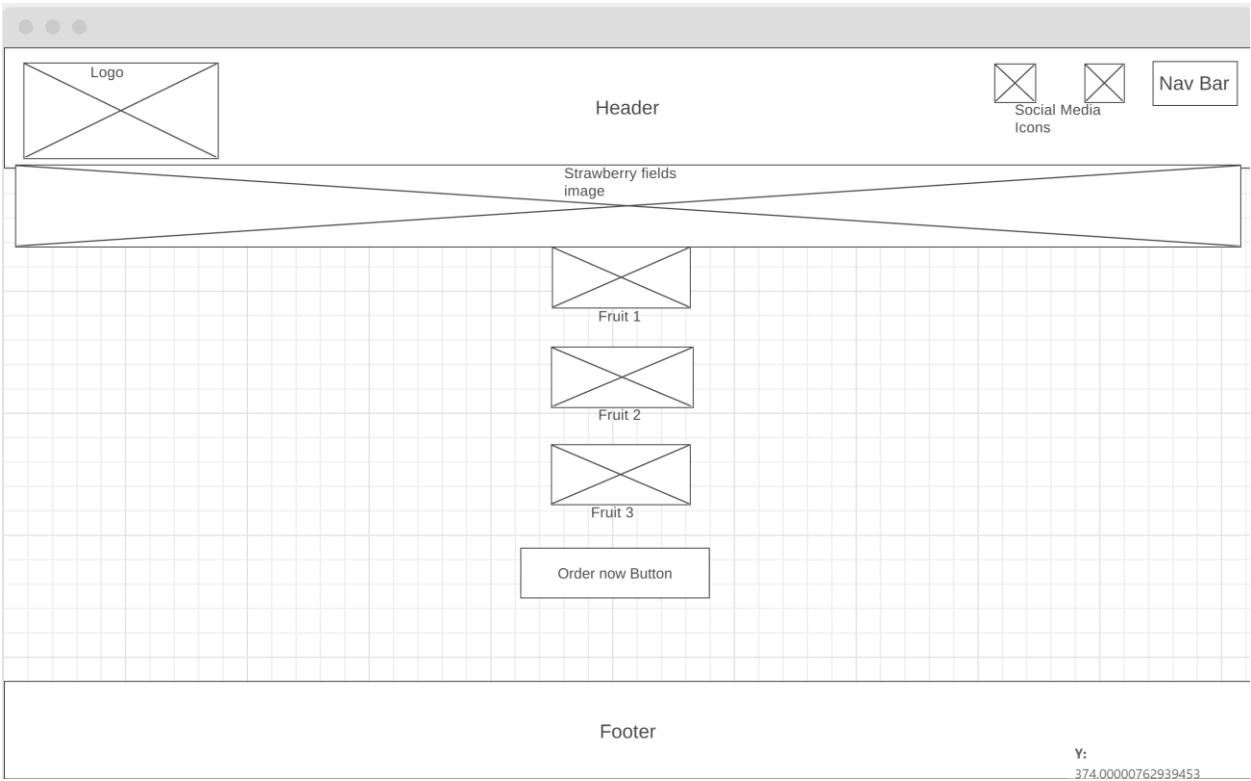 Logo
Header
Social Media
Icons
Nav Bar
Strawberry fields
image
Fruit 1
Fruit 2
Fruit 3
Order now Button
Footer
Y:
374.00000762939453